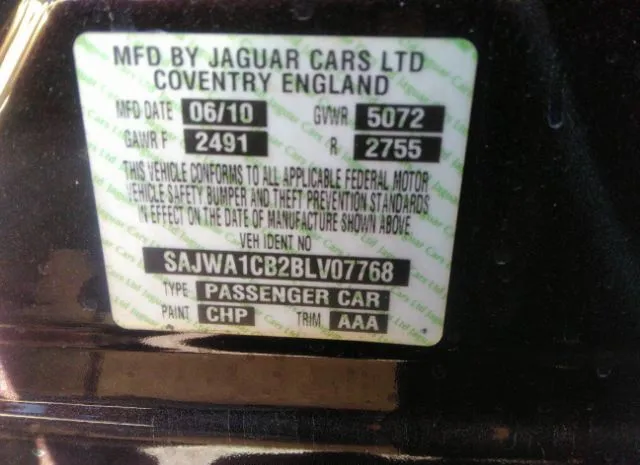 MFD BY JAGUAR CARS LTD
COVENTRY ENGLAND
MFD DATE 06/10 GVWR 5072
GAWR F 2491 R 2755
THIS VEHICLE CONFORMS TO ALL APPLICABLE FEDERAL MOTOR
VEHICLE SAFETY BUMPER AND THEFT PREVENTION STANDARDS
IN EFFECT ON THE DATE OF MANUFACTURE SHOWN ABOVE
VEH IDENT NO
SAJWA1CB2BLV07768
TYPE PASSENGER CAR
PAINT CHP TRIM AAA